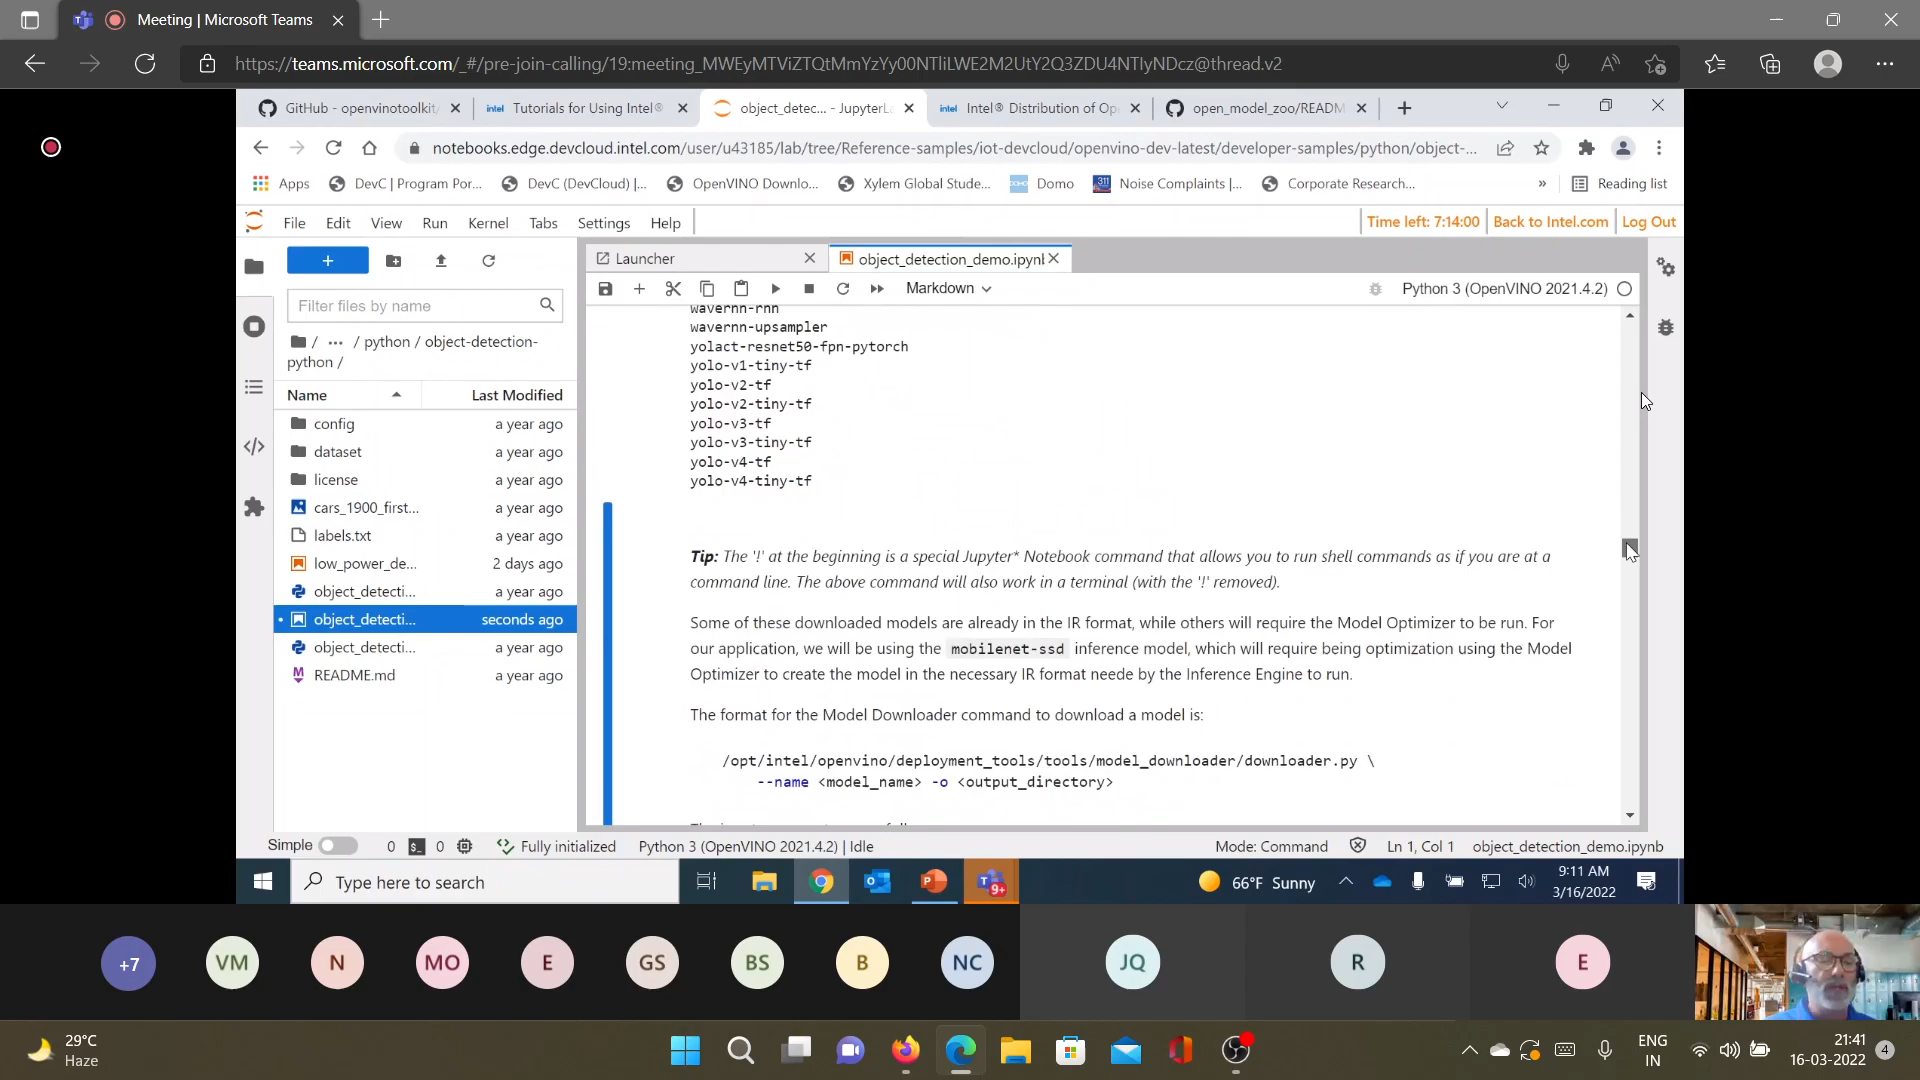 Meeting | Microsoft Teams
https://teams.microsoft.com/_#/pre-join-calling/19:meeting_MWEyMTViZTQtMmYzYy00NTliLWE2M2UtY2Q3ZDU4NTIyNDcz@thread.v2
GitHub - openvinotoolkit/
intel Tutorials for Using Intel®
object_detec... - JupyterLa
intel Intel® Distribution of Op
open_model_zoo/READM
notebooks.edge.devcloud.intel.com/user/u43185/lab/tree/Reference-samples/iot-devcloud/openvino-dev-latest/developer-samples/python/object-...
Apps
DevC | Program Por...
DevC (DevCloud) |...
OpenVINO Downlo...
Xylem Global Stude...
DOMO Domo
311 Noise Complaints |...
Corporate Research...
»
Reading list
File Edit View Run Kernel Tabs Settings Help
Time left: 7:14:00 Back to Intel.com Log Out
Launcher
object_detection_demo.ipynl
Filter files by name
Markdown
Python 3 (OpenVINO 2021.4.2)
/ ... / python / object-detection-
python /
Name Last Modified
config a year ago
dataset a year ago
license a year ago
cars_1900_first... a year ago
labels.txt a year ago
low_power_de... 2 days ago
object_detecti... a year ago
object_detecti... seconds ago
object_detecti... a year ago
README.md a year ago
wavernn-rnn
wavernn-upsampler
yolact-resnet50-fpn-pytorch
yolo-v1-tiny-tf
yolo-v2-tf
yolo-v2-tiny-tf
yolo-v3-tf
yolo-v3-tiny-tf
yolo-v4-tf
yolo-v4-tiny-tf
Tip: The '!' at the beginning is a special Jupyter* Notebook command that allows you to run shell commands as if you are at a
command line. The above command will also work in a terminal (with the '!' removed).
Some of these downloaded models are already in the IR format, while others will require the Model Optimizer to be run. For
our application, we will be using the mobilenet-ssd inference model, which will require being optimization using the Model
Optimizer to create the model in the necessary IR format neede by the Inference Engine to run.
The format for the Model Downloader command to download a model is:
/opt/intel/openvino/deployment_tools/tools/model_downloader/downloader.py \
--name <model_name> -o <output_directory>
Simple 0 0 Fully initialized Python 3 (OpenVINO 2021.4.2) | Idle
Mode: Command Ln 1, Col 1 object_detection_demo.ipynb
Type here to search
9+
66°F Sunny
9:11 AM
3/16/2022
+7 VM N MO E GS BS B NC JQ R E
29°C
Haze
ENG
IN
21:41
16-03-2022
4